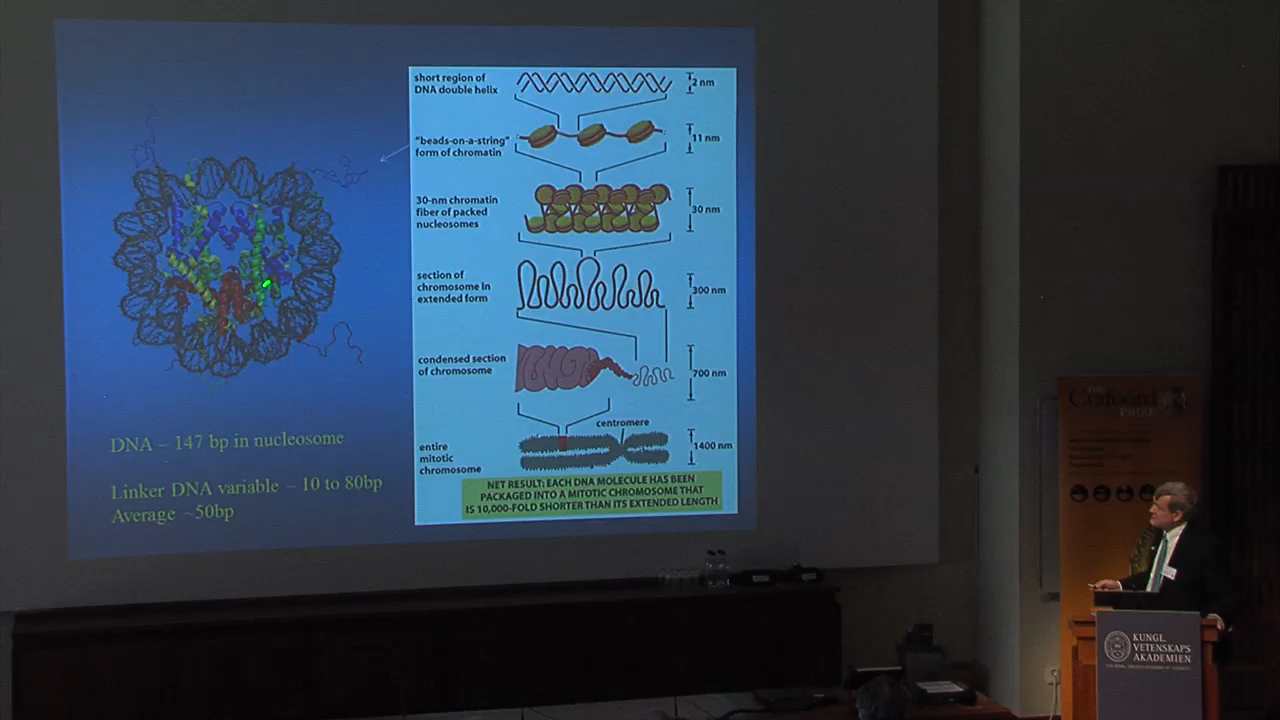 short region of
DNA double helix
2 nm
"beads-on-a-string"
form of chromatin
11 nm
30-nm chromatin
fiber of packed
nucleosomes
30 nm
section of
chromosome in
extended form
300 nm
condensed section
of chromosome
700 nm
centromere
entire
mitotic
chromosome
1400 nm
NET RESULT: EACH DNA MOLECULE HAS BEEN
PACKAGED INTO A MITOTIC CHROMOSOME THAT
IS 10,000-FOLD SHORTER THAN ITS EXTENDED LENGTH
DNA – 147 bp in nucleosome
Linker DNA variable – 10 to 80bp
Average ~50bp
THE
Crafoord
PRIZE
KUNGL.
VETENSKAPS
AKADEMIEN